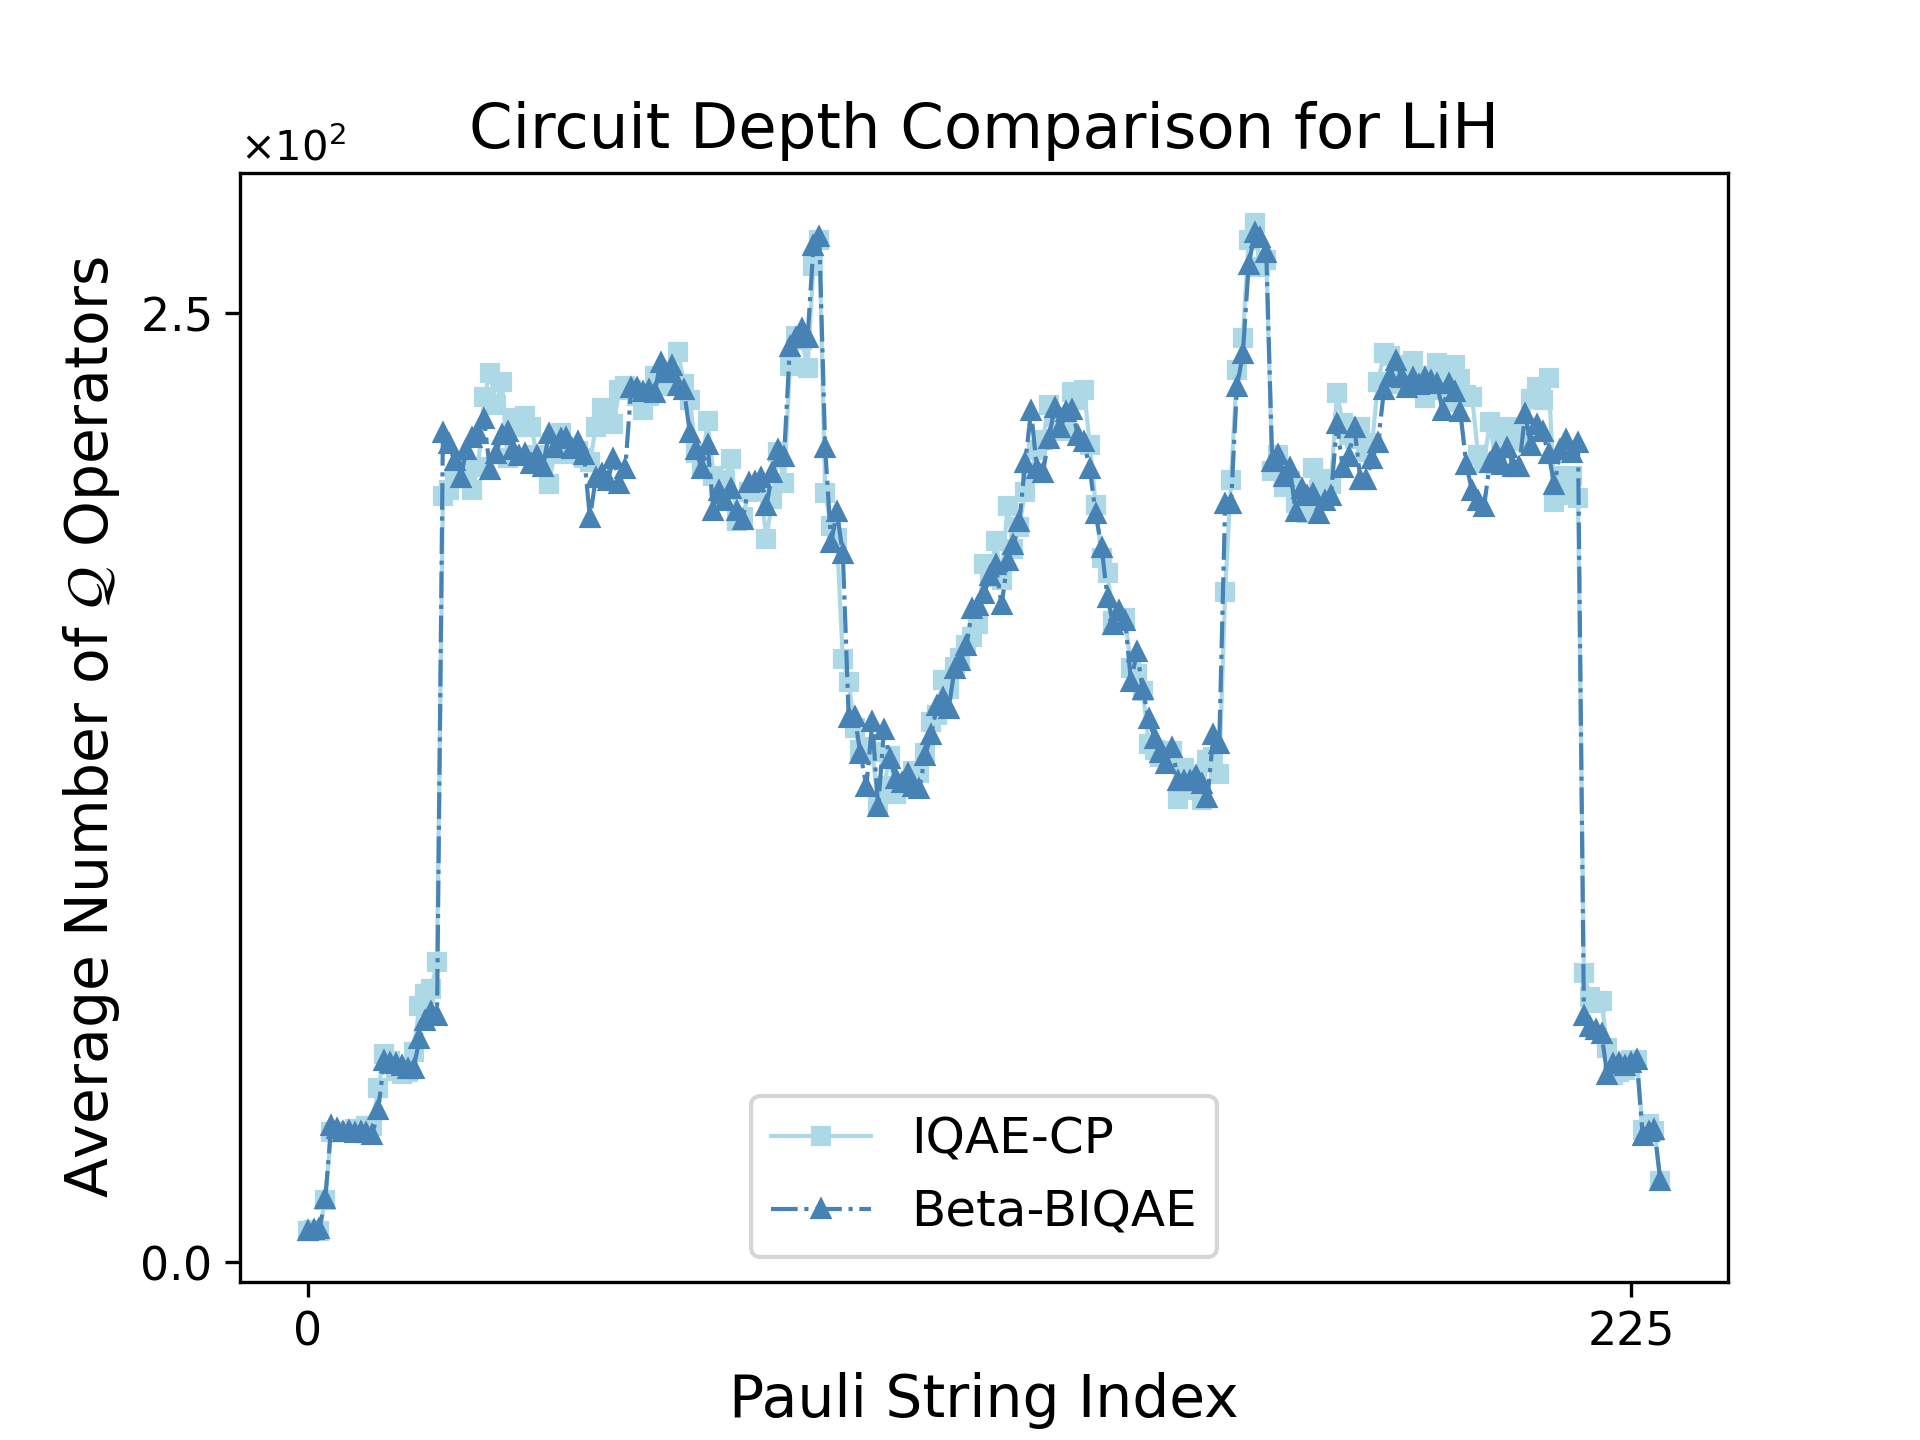 Circuit Depth Comparison for LiH
×10²
Average Number of 𝒬 Operators
2.5
0.0
IQAE-CP
Beta-BIQAE
0
225
Pauli String Index